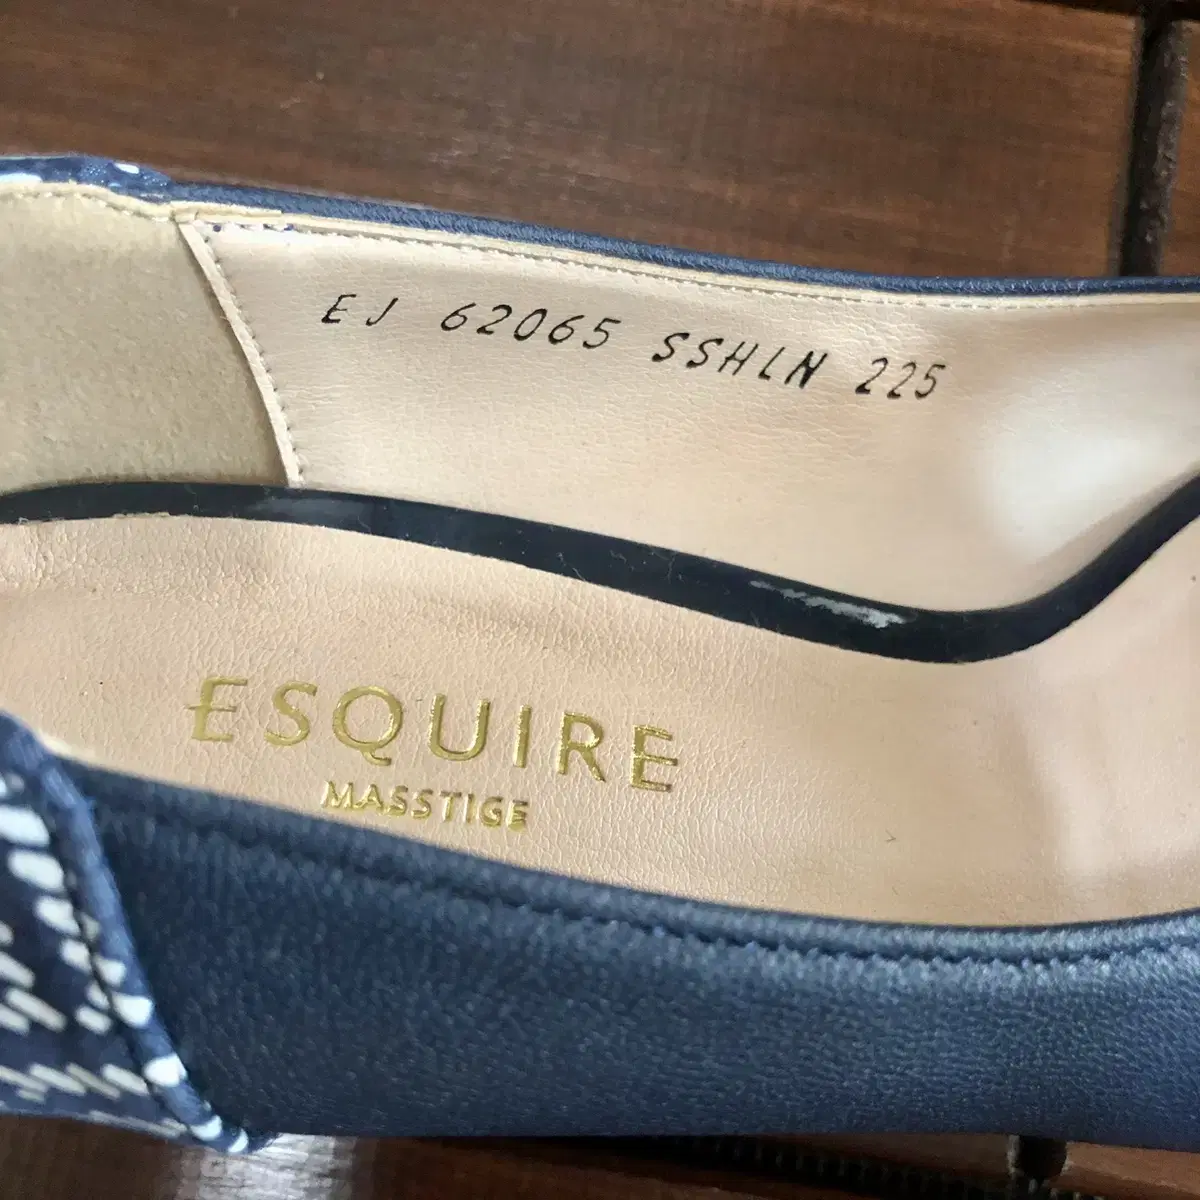 EJ 62065 SSHLN 225
ESQUIRE
MASSTIGE